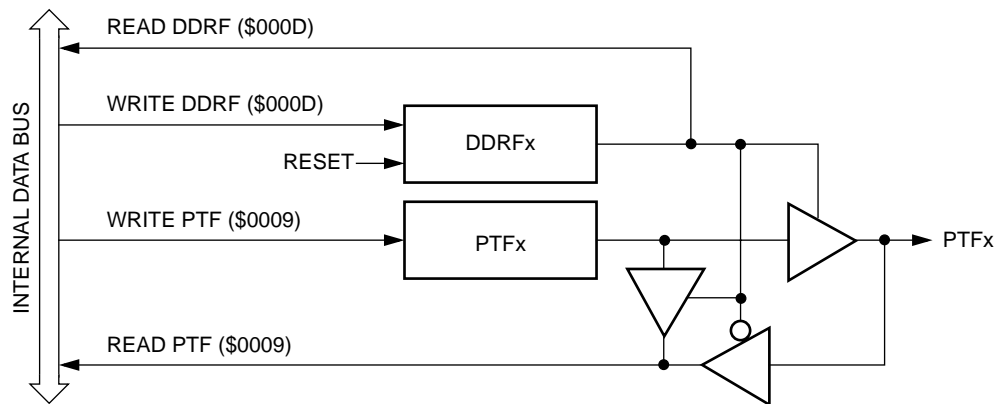 READ DDRF ($000D)
WRITE DDRF ($000D)
DDRFx
RESET
WRITE PTF ($0009)
PTFx
PTFx
READ PTF ($0009)
INTERNAL DATA BUS